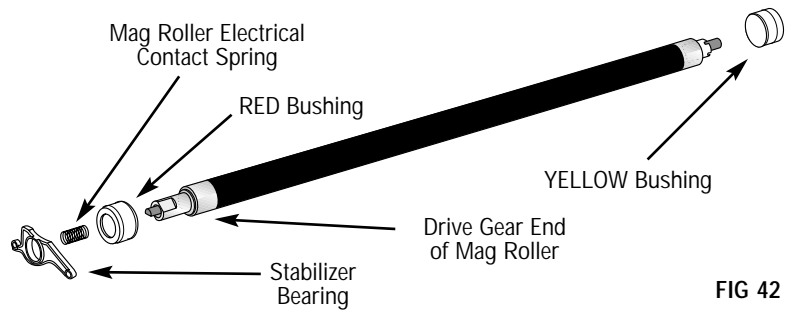 Mag Roller Electrical
Contact Spring
RED Bushing
YELLOW Bushing
Drive Gear End
of Mag Roller
Stabilizer
Bearing
FIG 42